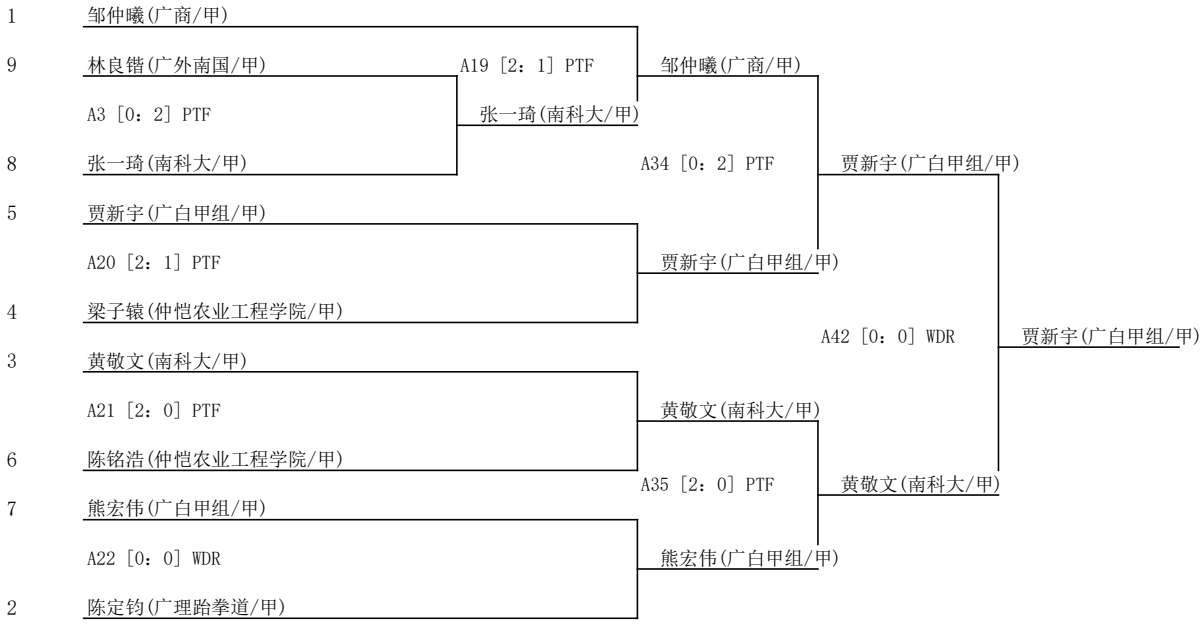 1 邹仲曦(广商/甲)
9 林良锴(广外南国/甲) A19 [2: 1] PTF 邹仲曦(广商/甲)
A3 [0: 2] PTF 张一琦(南科大/甲)
8 张一琦(南科大/甲) A34 [0: 2] PTF 贾新宇(广白甲组/甲)
5 贾新宇(广白甲组/甲)
A20 [2: 1] PTF 贾新宇(广白甲组/甲)
4 梁子辕(仲恺农业工程学院/甲)
A42 [0: 0] WDR 贾新宇(广白甲组/甲)
3 黄敬文(南科大/甲)
A21 [2: 0] PTF 黄敬文(南科大/甲)
6 陈铭浩(仲恺农业工程学院/甲)
A35 [2: 0] PTF 黄敬文(南科大/甲)
7 熊宏伟(广白甲组/甲)
A22 [0: 0] WDR 熊宏伟(广白甲组/甲)
2 陈定钧(广理跆拳道/甲)